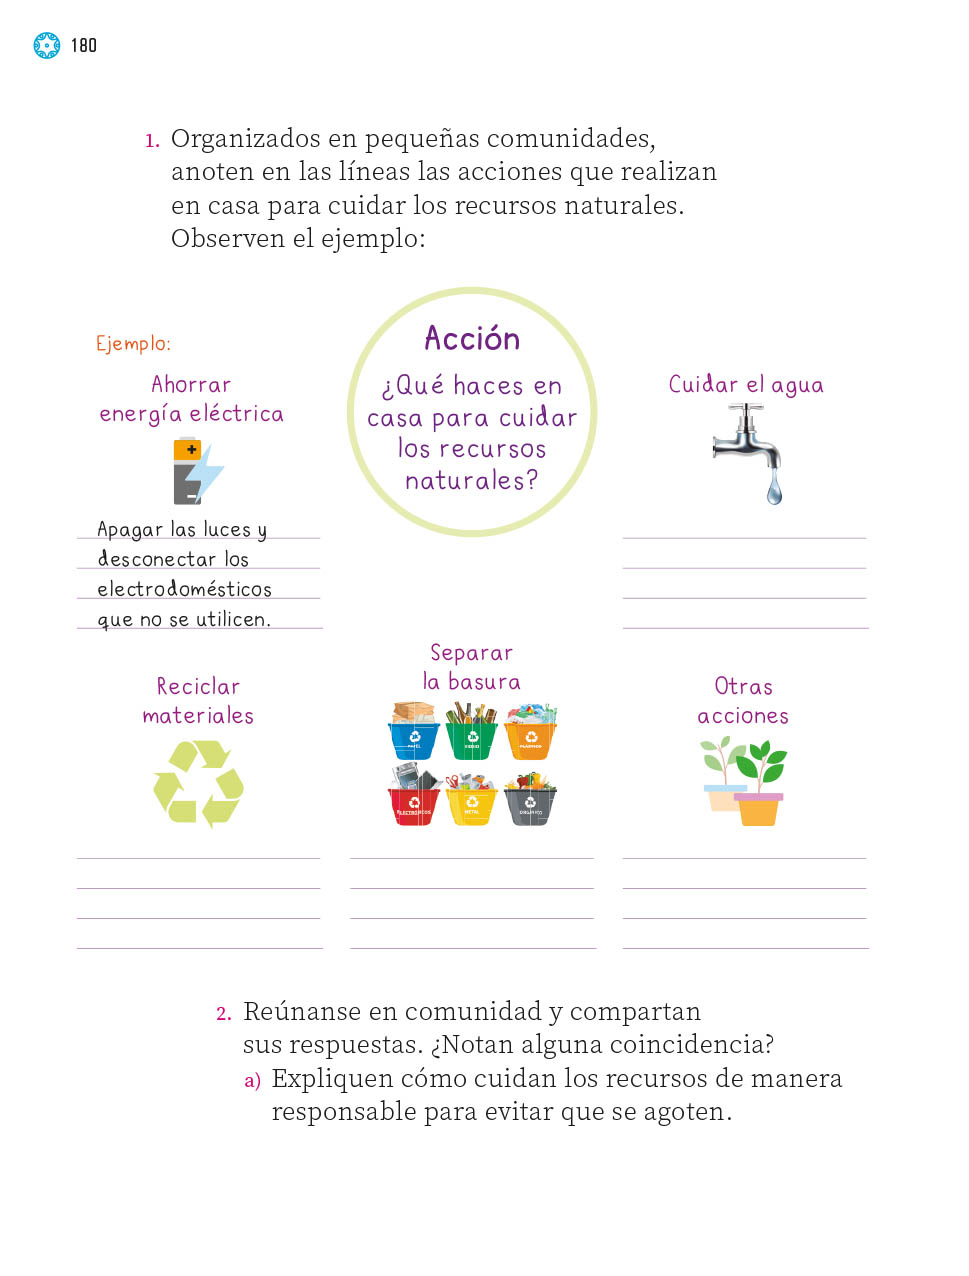 180
1. Organizados en pequeñas comunidades,
anoten en las líneas las acciones que realizan
en casa para cuidar los recursos naturales.
Observen el ejemplo:
Ejemplo:
Ahorrar
energía eléctrica
Apagar las luces y
desconectar los
electrodomésticos
que no se utilicen.
Acción
¿Qué haces en
casa para cuidar
los recursos
naturales?
Cuidar el agua
Reciclar
materiales
Separar
la basura
PAPEL
VIDRIO
PLÁSTICO
ELECTRÓNICOS
METAL
ORGÁNICO
Otras
acciones
2. Reúnanse en comunidad y compartan
sus respuestas. ¿Notan alguna coincidencia?
a) Expliquen cómo cuidan los recursos de manera
responsable para evitar que se agoten.